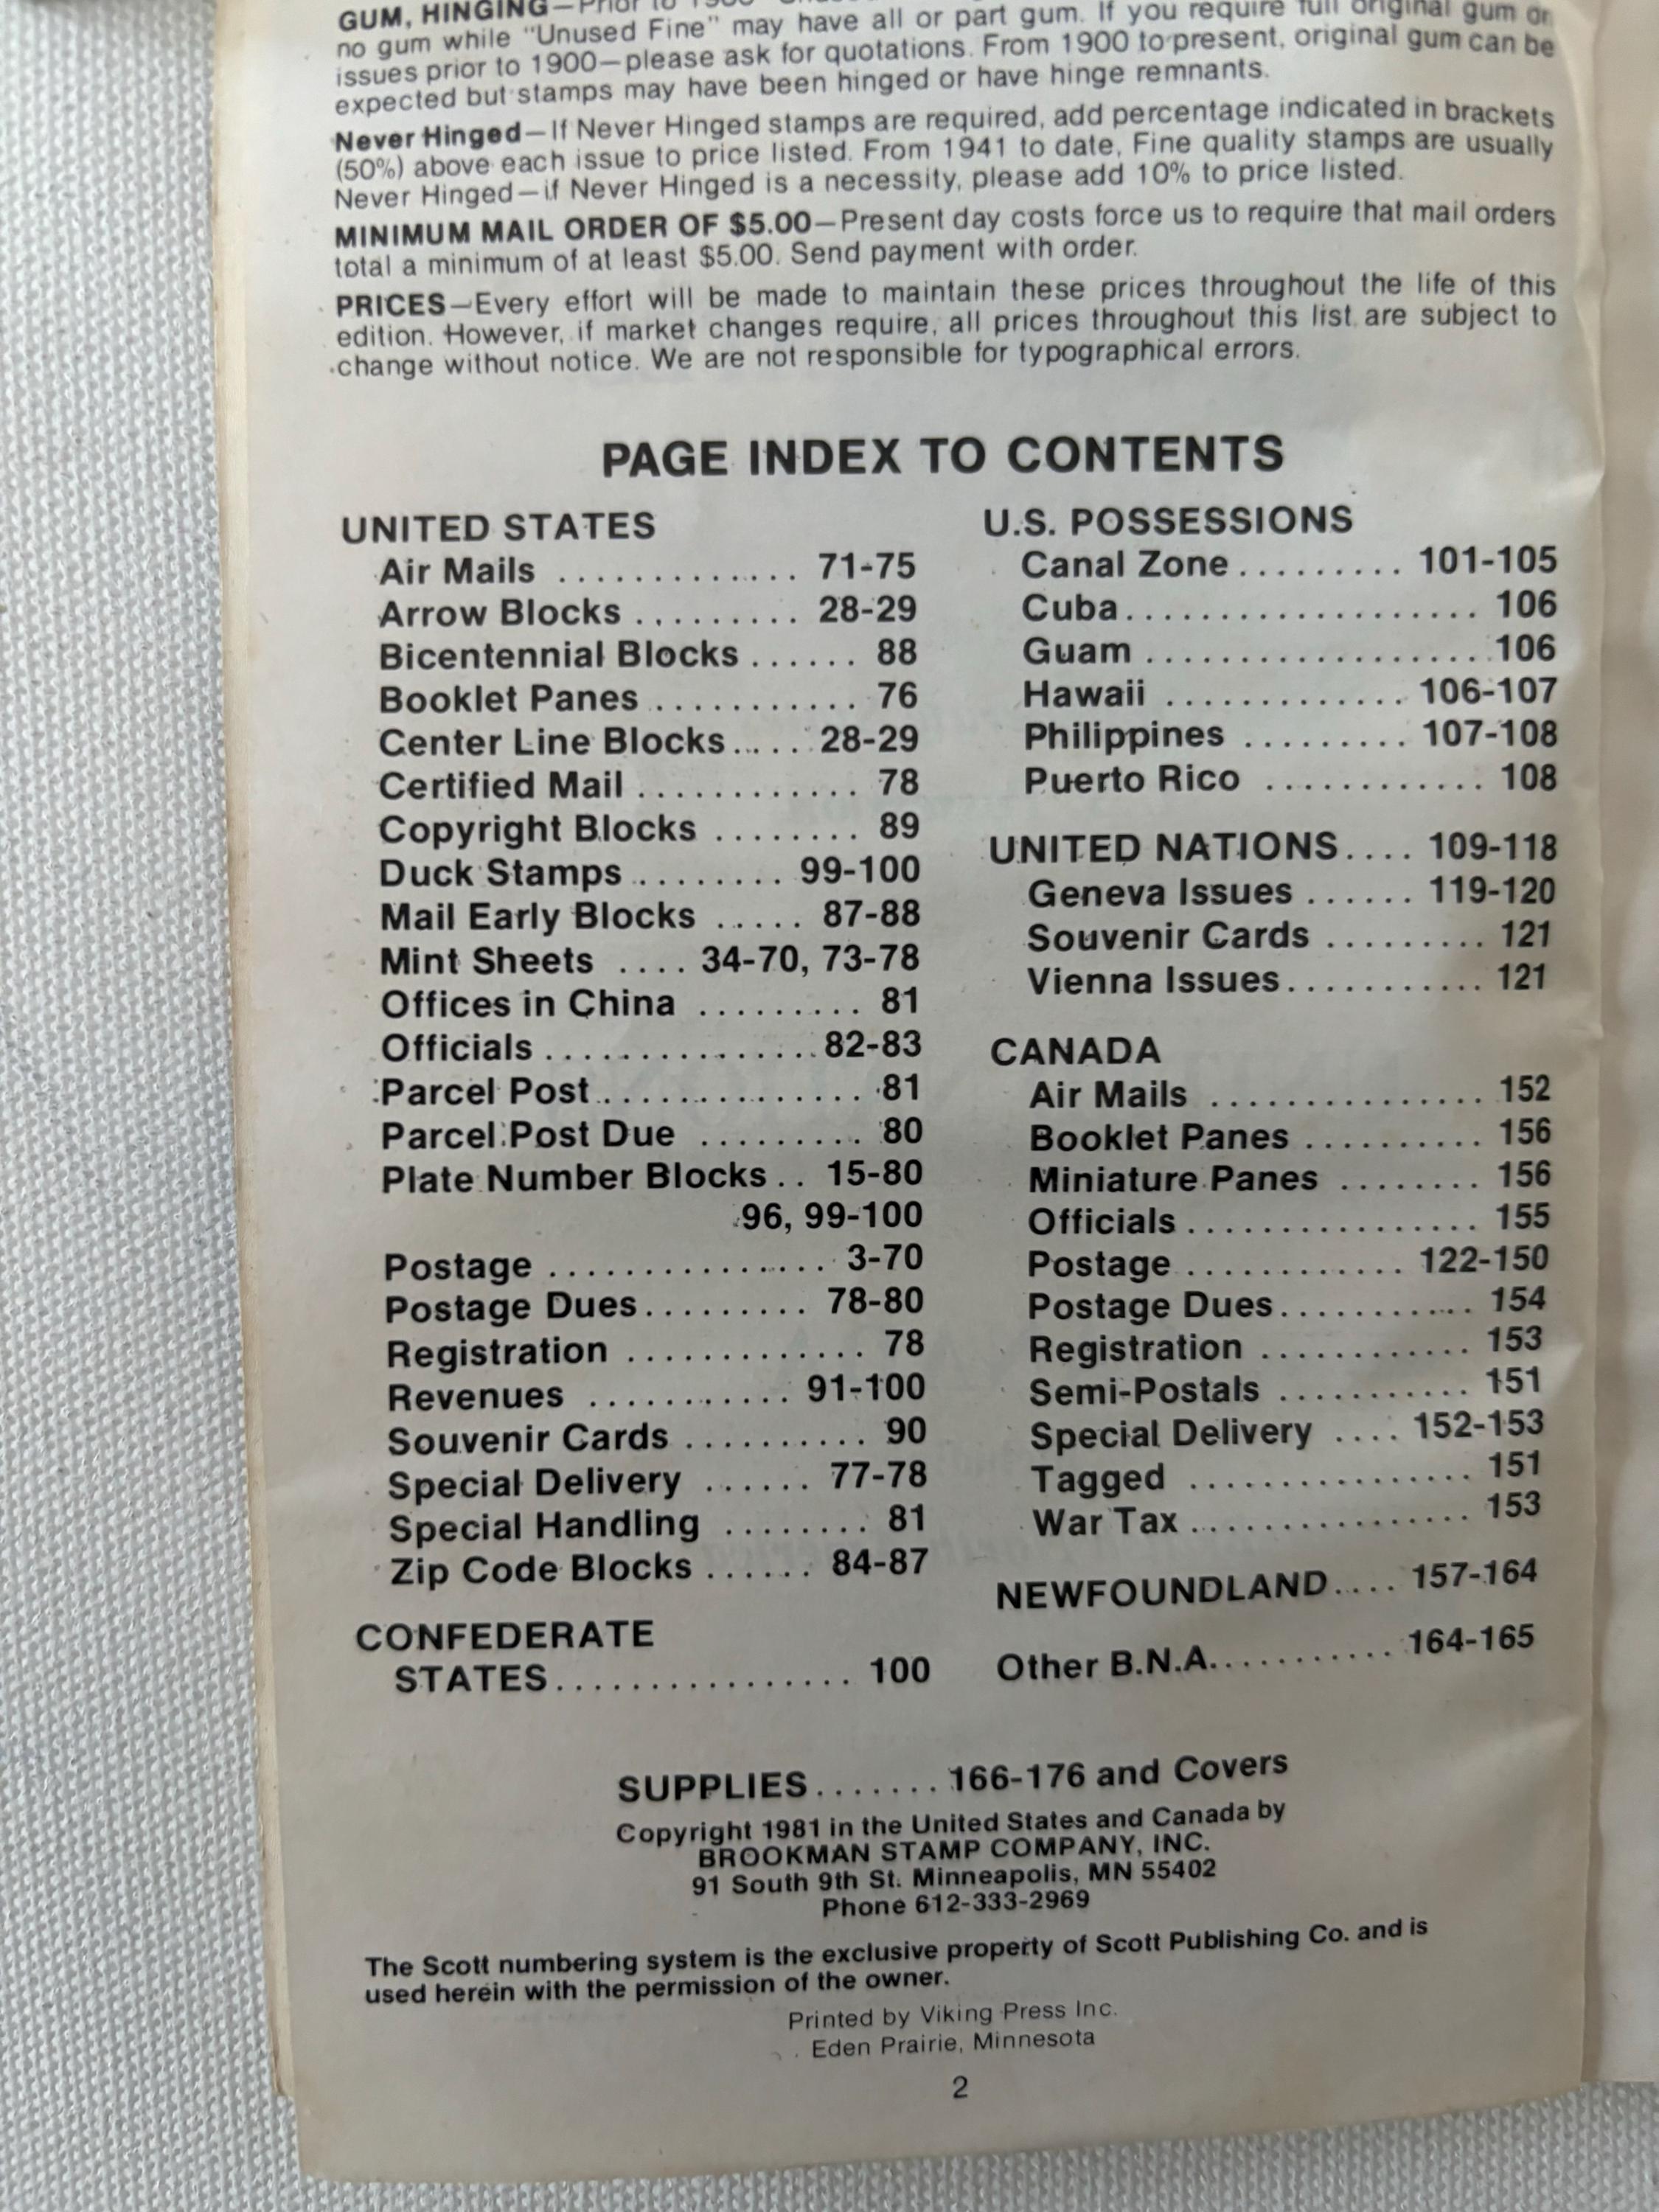 GUM, HINGING—Prior to
no gum while "Unused Fine" may have all or part gum. If you require full original gum or
issues prior to 1900—please ask for quotations. From 1900 to present, original gum can be
expected but stamps may have been hinged or have hinge remnants.
Never Hinged—If Never Hinged stamps are required, add percentage indicated in brackets
(50%) above each issue to price listed. From 1941 to date, Fine quality stamps are usually
Never Hinged—if Never Hinged is a necessity, please add 10% to price listed.
MINIMUM MAIL ORDER OF $5.00—Present day costs force us to require that mail orders
total a minimum of at least $5.00. Send payment with order.
PRICES—Every effort will be made to maintain these prices throughout the life of this
edition. However, if market changes require, all prices throughout this list are subject to
change without notice. We are not responsible for typographical errors.
PAGE INDEX TO CONTENTS
UNITED STATES
Air Mails ............. 71-75
Arrow Blocks ......... 28-29
Bicentennial Blocks ...... 88
Booklet Panes ........... 76
Center Line Blocks..... 28-29
Certified Mail ............ 78
Copyright Blocks ........ 89
Duck Stamps ........ 99-100
Mail Early Blocks ..... 87-88
Mint Sheets .... 34-70, 73-78
Offices in China ......... 81
Officials ............... 82-83
Parcel Post............... 81
Parcel Post Due ......... 80
Plate Number Blocks .. 15-80
96, 99-100
Postage ............... 3-70
Postage Dues......... 78-80
Registration ............. 78
Revenues ........... 91-100
Souvenir Cards .......... 90
Special Delivery ...... 77-78
Special Handling ........ 81
Zip Code Blocks ...... 84-87
CONFEDERATE
STATES................ 100
U.S. POSSESSIONS
Canal Zone ......... 101-105
Cuba................... 106
Guam .................. 106
Hawaii ............. 106-107
Philippines ......... 107-108
Puerto Rico ............ 108
UNITED NATIONS.... 109-118
Geneva Issues ...... 119-120
Souvenir Cards ......... 121
Vienna Issues........... 121
CANADA
Air Mails ................ 152
Booklet Panes .......... 156
Miniature Panes ........ 156
Officials ................ 155
Postage ............ 122-150
Postage Dues........... 154
Registration ............ 153
Semi-Postals ........... 151
Special Delivery .... 152-153
Tagged ................ 151
War Tax ................ 153
NEWFOUNDLAND.... 157-164
Other B.N.A........... 164-165
SUPPLIES....... 166-176 and Covers
Copyright 1981 in the United States and Canada by
BROOKMAN STAMP COMPANY, INC.
91 South 9th St. Minneapolis, MN 55402
Phone 612-333-2969
The Scott numbering system is the exclusive property of Scott Publishing Co. and is
used herein with the permission of the owner.
Printed by Viking Press Inc.
Eden Prairie, Minnesota
2